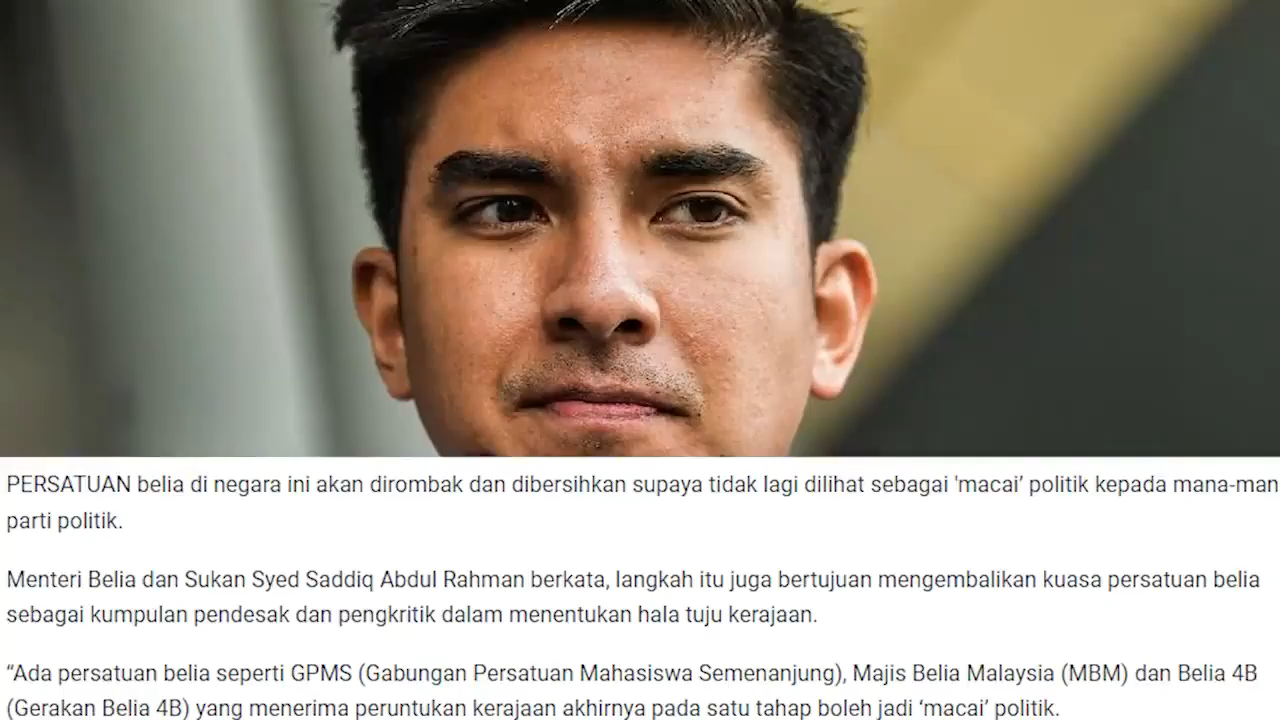 PERSATUAN belia di negara ini akan dirombak dan dibersihkan supaya tidak lagi dilihat sebagai 'macai’ politik kepada mana-man
parti politik.
Menteri Belia dan Sukan Syed Saddiq Abdul Rahman berkata, langkah itu juga bertujuan mengembalikan kuasa persatuan belia
sebagai kumpulan pendesak dan pengkritik dalam menentukan hala tuju kerajaan.
“Ada persatuan belia seperti GPMS (Gabungan Persatuan Mahasiswa Semenanjung), Majis Belia Malaysia (MBM) dan Belia 4B
(Gerakan Belia 4B) yang menerima peruntukan kerajaan akhirnya pada satu tahap boleh jadi ‘macai’ politik.